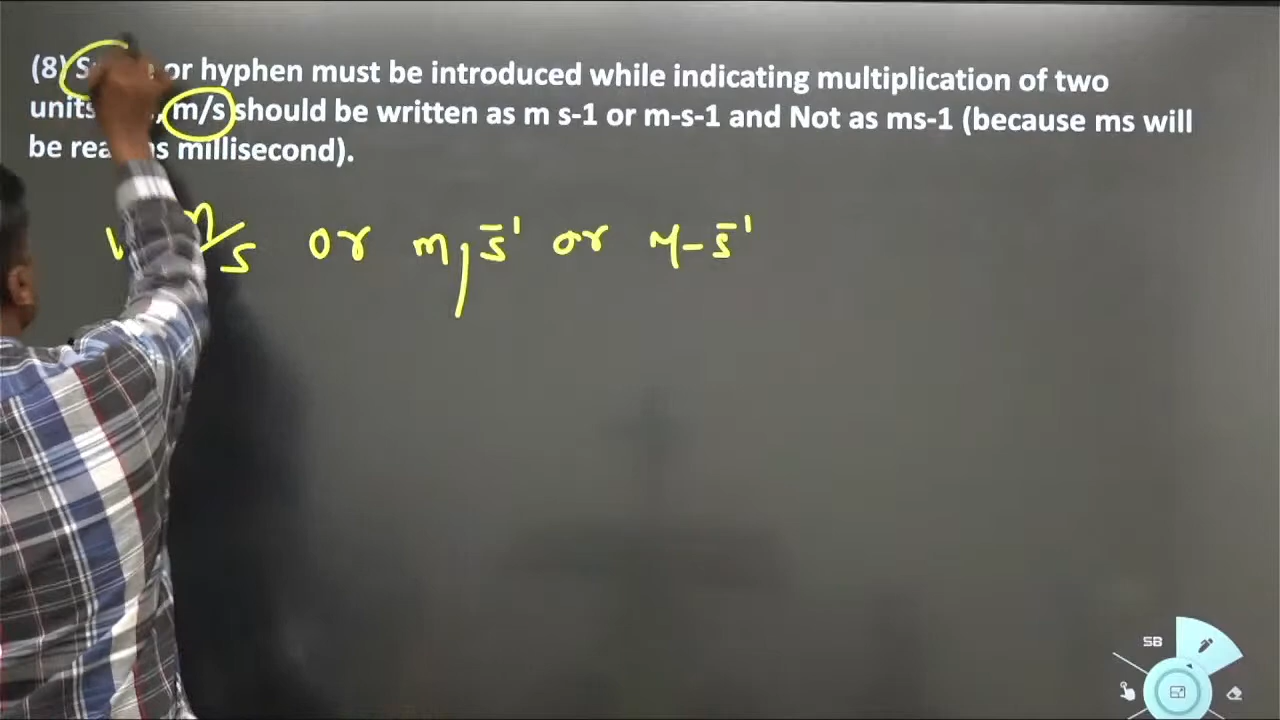 (8) or hyphen must be introduced while indicating multiplication of two
units m/s should be written as m s-1 or m-s-1 and Not as ms-1 (because ms will
be millisecond).
/s or m s⁻¹ or m-s⁻¹
SB